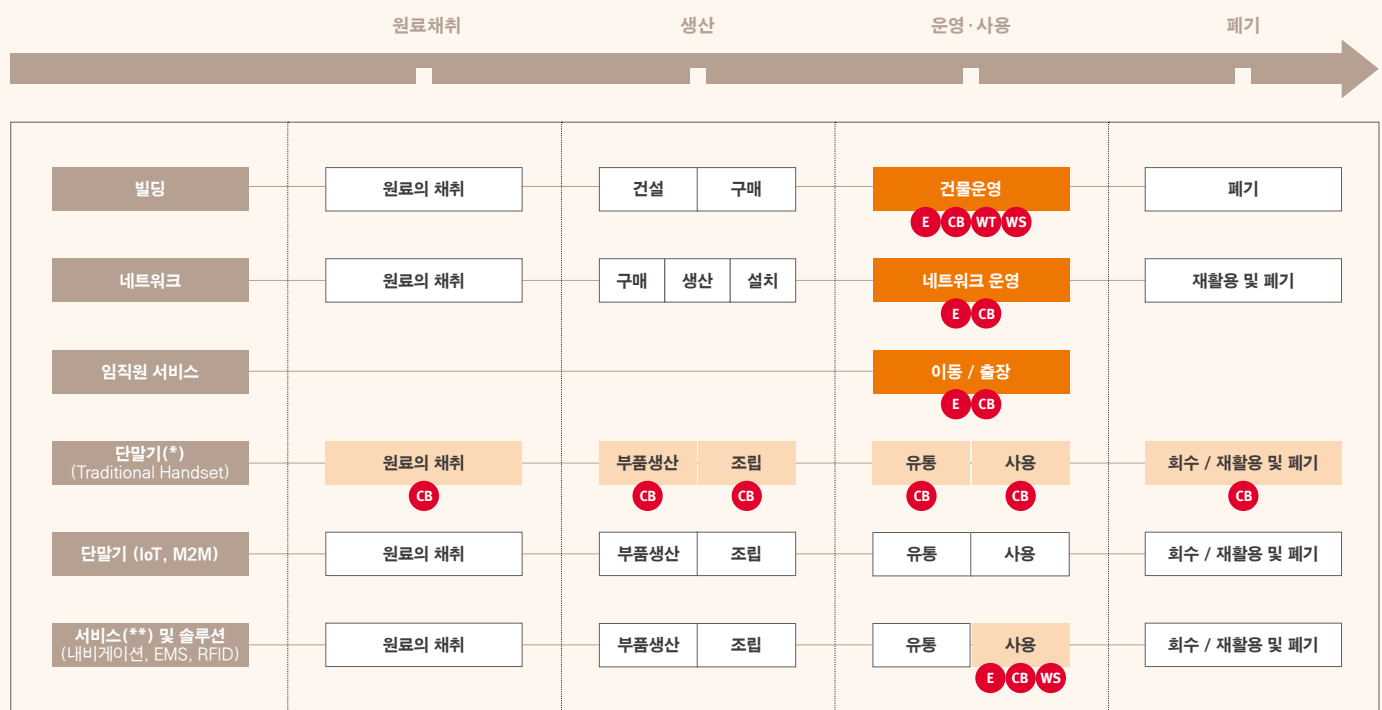 원료채취 생산 운영·사용 폐기
빌딩 원료의 채취 건설 구매 건물운영 폐기
E CB WT WS
네트워크 원료의 채취 구매 생산 설치 네트워크 운영 재활용 및 폐기
E CB
임직원 서비스 이동 / 출장
E CB
단말기(*)
(Traditional Handset)
원료의 채취 부품생산 조립 유통 사용 회수 / 재활용 및 폐기
CB CB CB CB CB CB
단말기 (IoT, M2M) 원료의 채취 부품생산 조립 유통 사용 회수 / 재활용 및 폐기
서비스(**) 및 솔루션
(내비게이션, EMS, RFID)
원료의 채취 부품생산 조립 유통 사용 회수 / 재활용 및 폐기
E CB WS